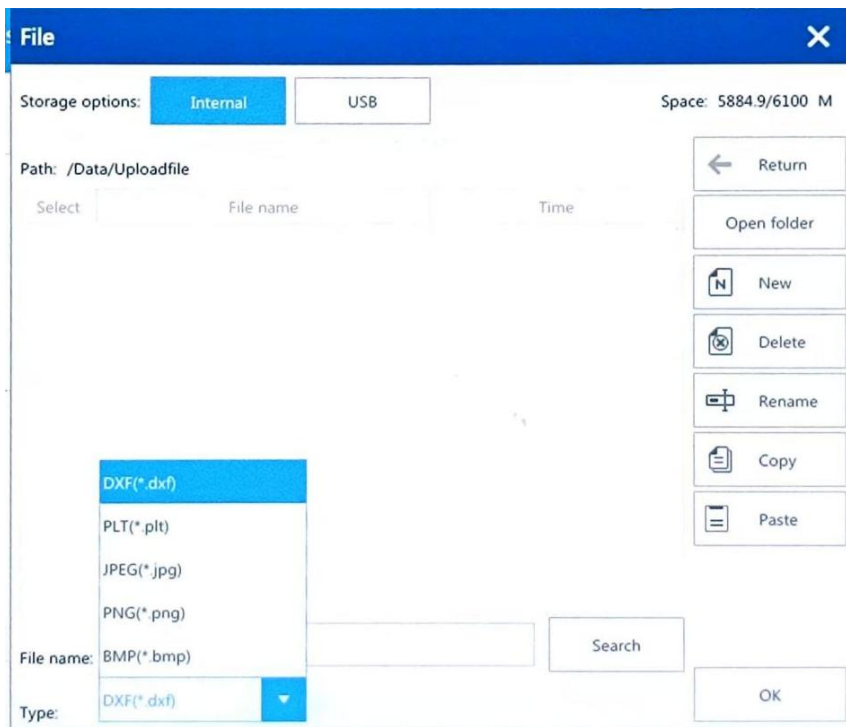 File
Storage options: Internal USB Space: 5884.9/6100 M
Path: /Data/Uploadfile
Return
Select File name Time
Open folder
New
Delete
Rename
Copy
Paste
DXF(*.dxf)
PLT(*.plt)
JPEG(*.jpg)
PNG(*.png)
BMP(*.bmp)
File name: Search
Type: DXF(*.dxf) OK